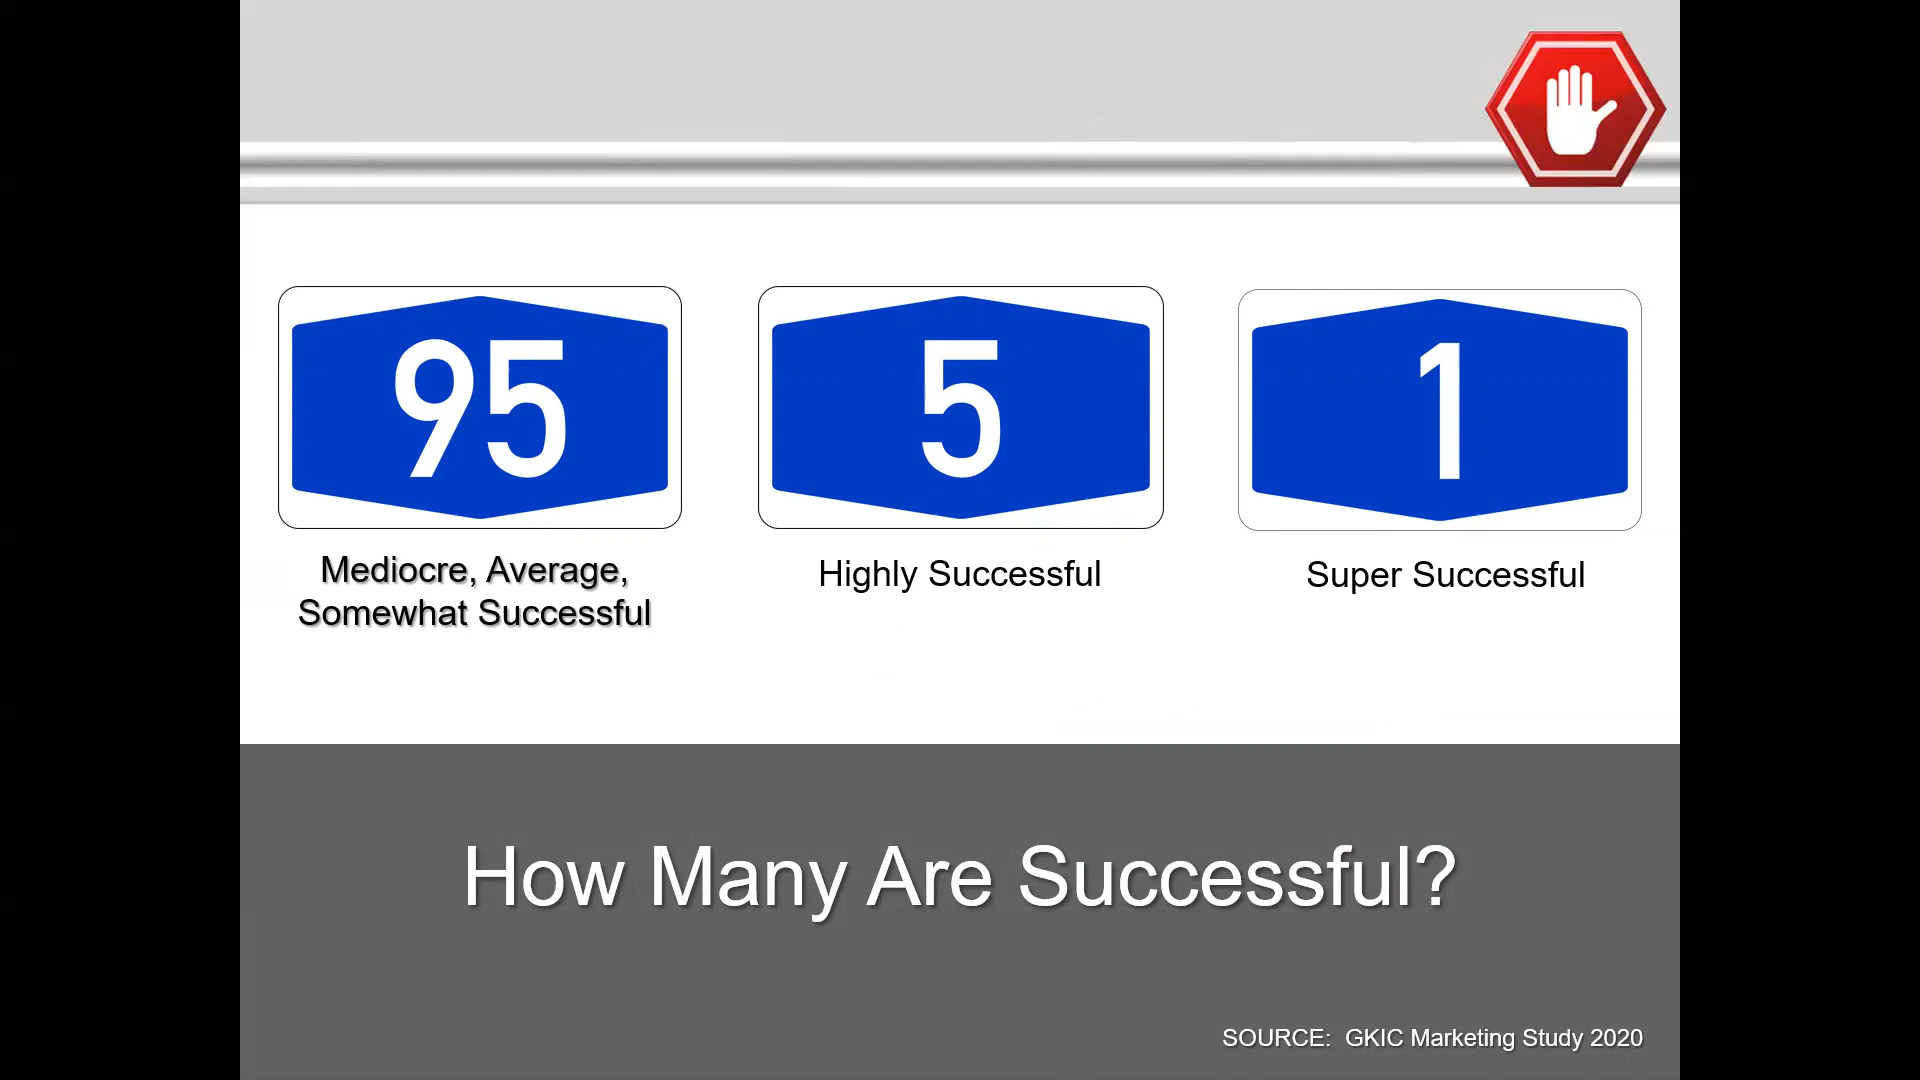 95
5
1
Mediocre, Average,
Somewhat Successful
Highly Successful
Super Successful
How Many Are Successful?
SOURCE:  GKIC Marketing Study 2020